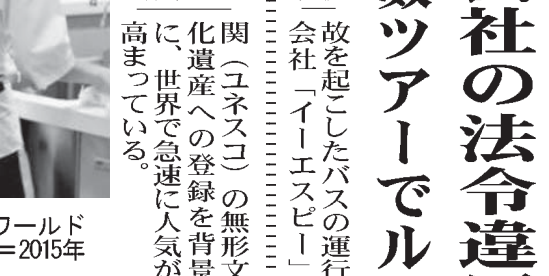 社の法令違
数ツアーでル
故を起こしたバスの運行
会社「イーエスピー」
関（ユネスコ）の無形文
化遺産への登録を背景
に、世界で急速に人気が
高まっている。
ワールド
＝2015年